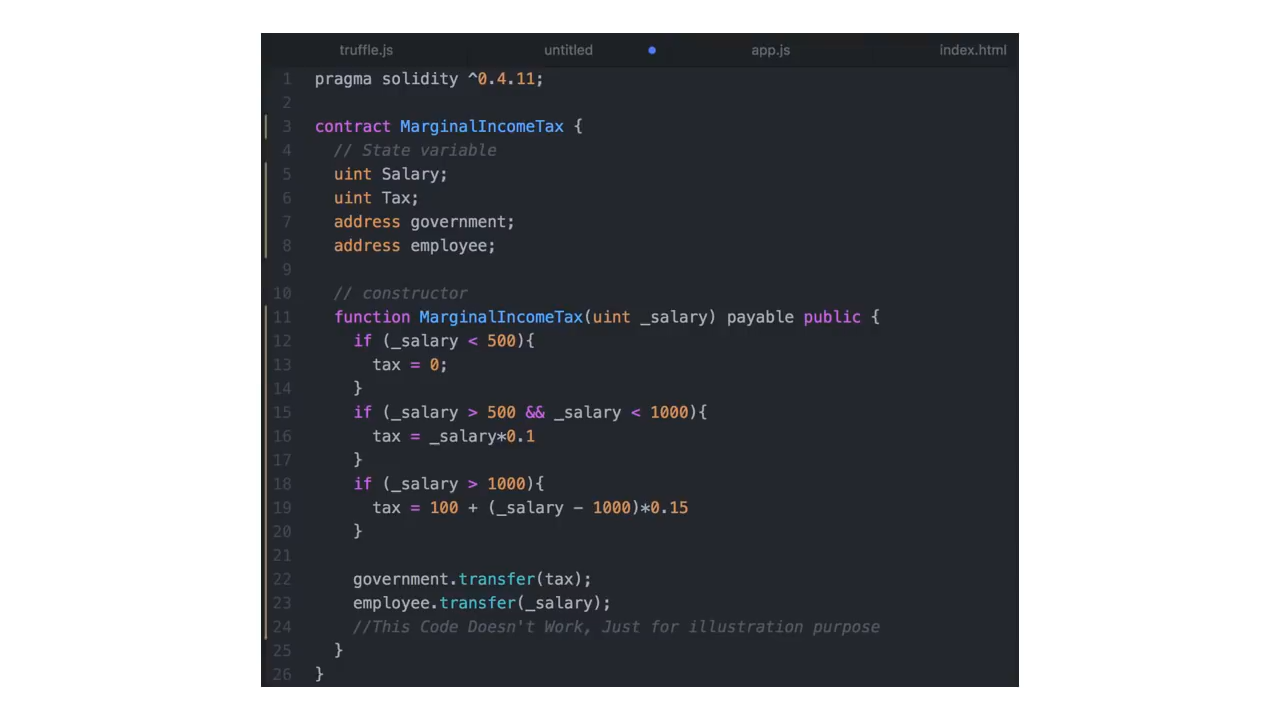 truffle.js untitled app.js index.html
1 pragma solidity ^0.4.11;
2
3 contract MarginalIncomeTax {
4 // State variable
5 uint Salary;
6 uint Tax;
7 address government;
8 address employee;
9
10 // constructor
11 function MarginalIncomeTax(uint _salary) payable public {
12 if (_salary < 500){
13 tax = 0;
14 }
15 if (_salary > 500 && _salary < 1000){
16 tax = _salary*0.1
17 }
18 if (_salary > 1000){
19 tax = 100 + (_salary − 1000)*0.15
20 }
21
22 government.transfer(tax);
23 employee.transfer(_salary);
24 //This Code Doesn't Work, Just for illustration purpose
25 }
26 }